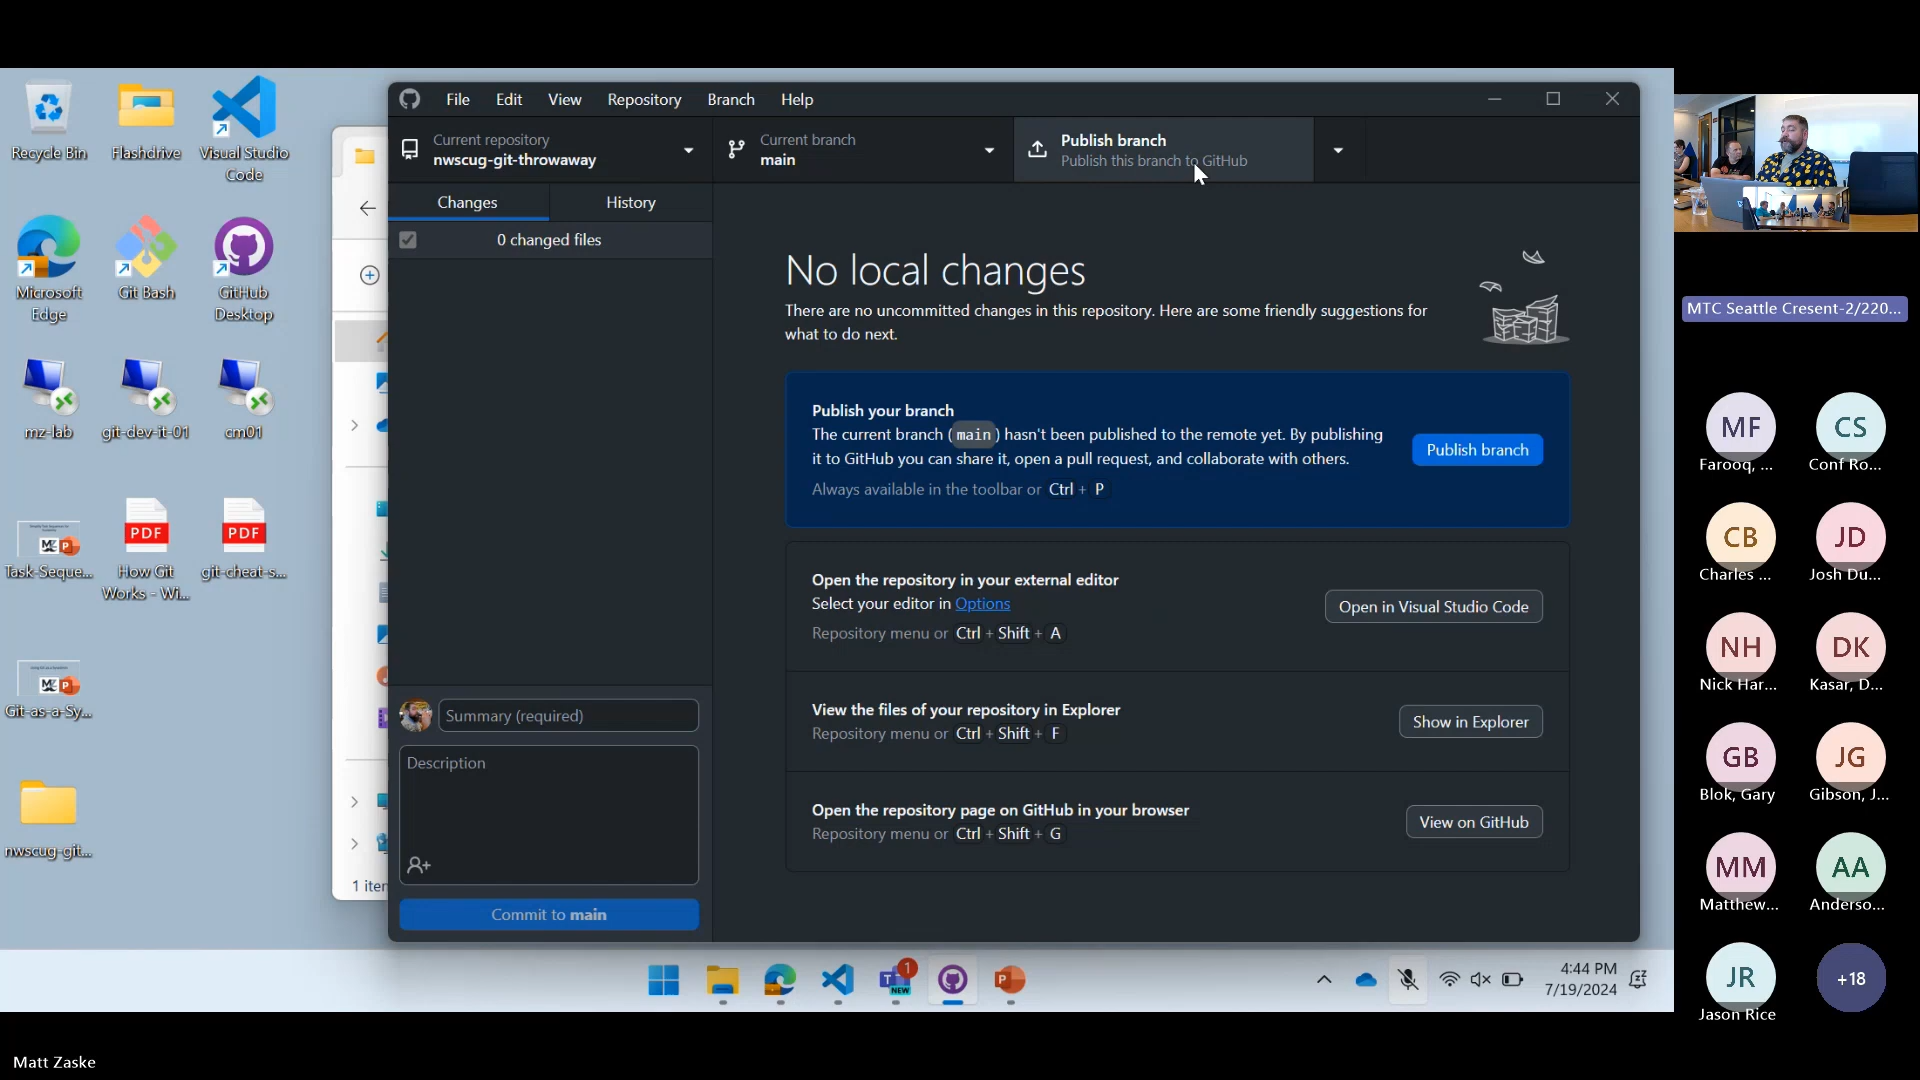 Recycle Bin
Flashdrive
Visual Studio
Code
Microsoft
Edge
Git Bash
GitHub
Desktop
mz-lab
git-dev-it-01
cm01
Task-Seque...
PDF
How Git
Works - Wi...
PDF
git-cheat-s...
Git-as-a-Sy...
nwscug-git...
1 iter
File
Edit
View
Repository
Branch
Help
Current repository
nwscug-git-throwaway
Current branch
main
Publish branch
Publish this branch to GitHub
Changes
History
0 changed files
No local changes
There are no uncommitted changes in this repository. Here are some friendly suggestions for
what to do next.
Publish your branch
The current branch ( main ) hasn't been published to the remote yet. By publishing
it to GitHub you can share it, open a pull request, and collaborate with others.
Always available in the toolbar or Ctrl + P
Publish branch
Open the repository in your external editor
Select your editor in Options
Repository menu or Ctrl + Shift + A
Open in Visual Studio Code
View the files of your repository in Explorer
Repository menu or Ctrl + Shift + F
Show in Explorer
Open the repository page on GitHub in your browser
Repository menu or Ctrl + Shift + G
View on GitHub
Summary (required)
Description
Commit to main
1
NEW
4:44 PM
7/19/2024
MTC Seattle Cresent-2/220...
MF
Farooq, ...
CS
Conf Ro...
CB
Charles ...
JD
Josh Du...
NH
Nick Har...
DK
Kasar, D...
GB
Blok, Gary
JG
Gibson, J...
MM
Matthew...
AA
Anderso...
JR
Jason Rice
+18
Matt Zaske